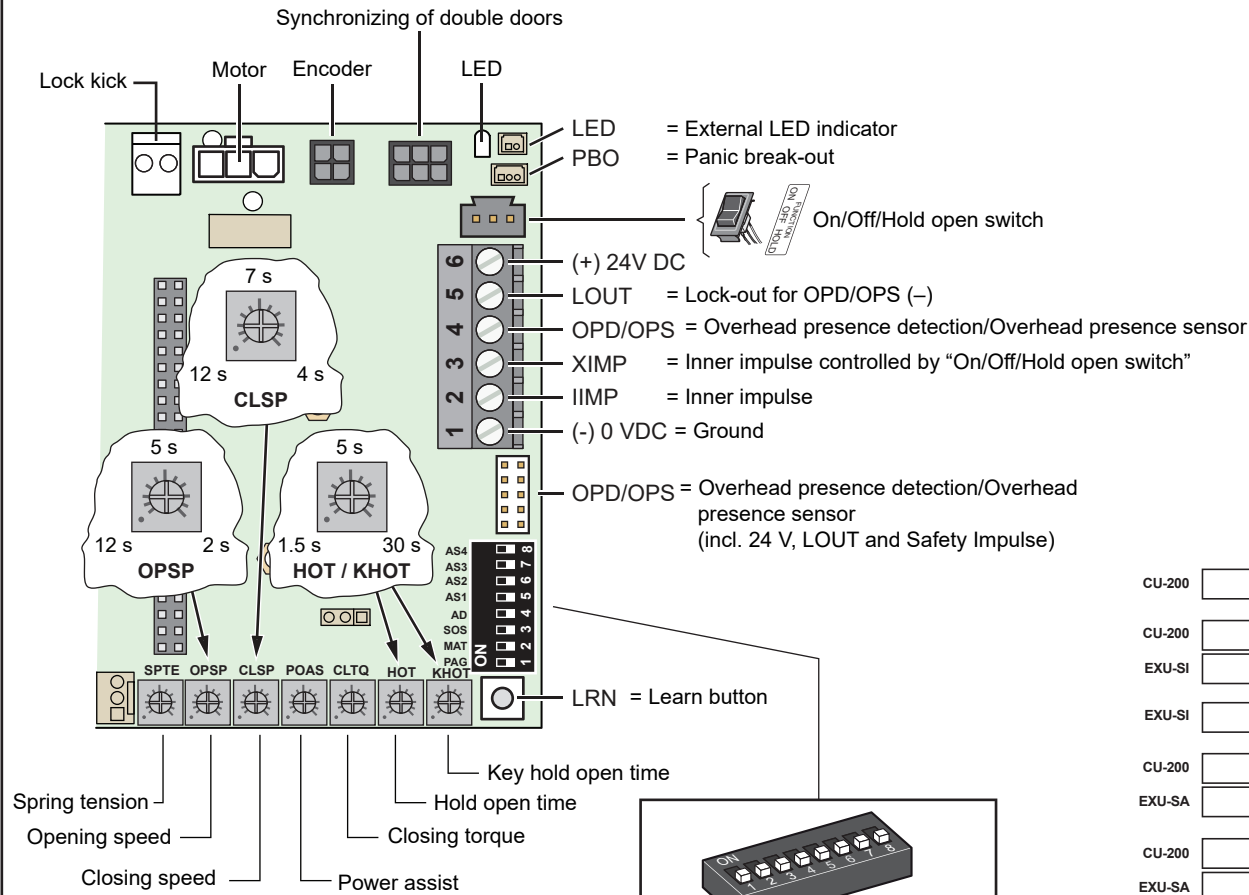 Synchronizing of double doors
Lock kick
Motor
Encoder
LED
LED = External LED indicator
PBO = Panic break-out
FUNCTION
ON OFF HOLD
On/Off/Hold open switch
6 (+) 24V DC
5 LOUT = Lock-out for OPD/OPS (–)
4 OPD/OPS = Overhead presence detection/Overhead presence sensor
3 XIMP = Inner impulse controlled by “On/Off/Hold open switch”
2 IIMP = Inner impulse
1 (-) 0 VDC = Ground
OPD/OPS = Overhead presence detection/Overhead
presence sensor
(incl. 24 V, LOUT and Safety Impulse)
7 s
12 s 4 s
CLSP
5 s
12 s 2 s
OPSP
5 s
1.5 s 30 s
HOT / KHOT
AS4 8
AS3 7
AS2 6
AS1 5
AD 4
SOS 3
MAT 2
PAG 1
ON
SPTE OPSP CLSP POAS CLTQ HOT KHOT
LRN = Learn button
Key hold open time
Hold open time
Closing torque
Power assist
Spring tension
Opening speed
Closing speed
ON
1 2 3 4 5 6 7 8
CU-200
CU-200
EXU-SI
EXU-SI
CU-200
EXU-SA
CU-200
EXU-SA